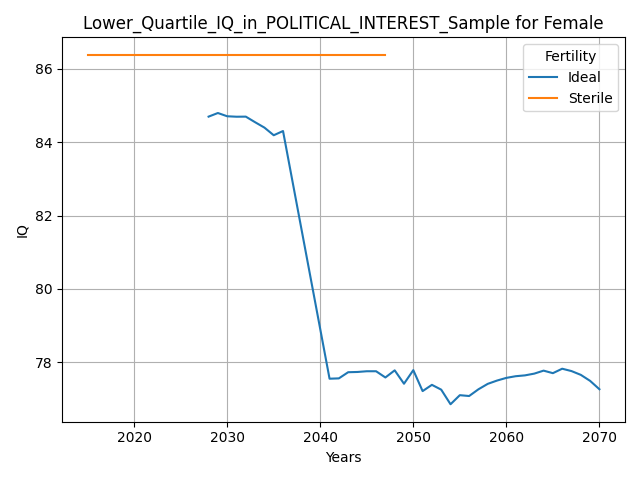 Lower_Quartile_IQ_in_POLITICAL_INTEREST_Sample for Female
Fertility
Ideal
Sterile
IQ
86
84
82
80
78
2020 2030 2040 2050 2060 2070
Years